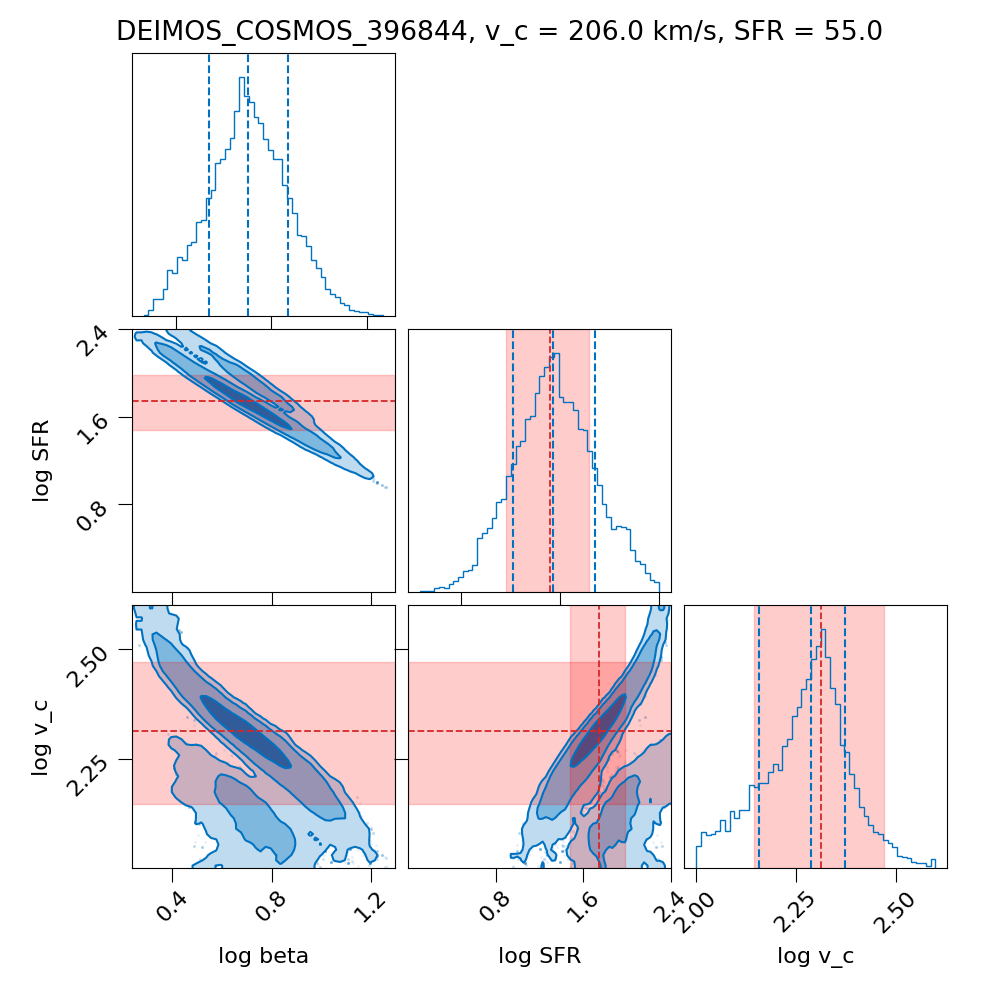 DEIMOS_COSMOS_396844, v_c = 206.0 km/s, SFR = 55.0
2.4
1.6
0.8
log SFR
2.50
2.25
log v_c
0.4
0.8
1.2
log beta
0.8
1.6
2.4
log SFR
2.00
2.25
2.50
log v_c